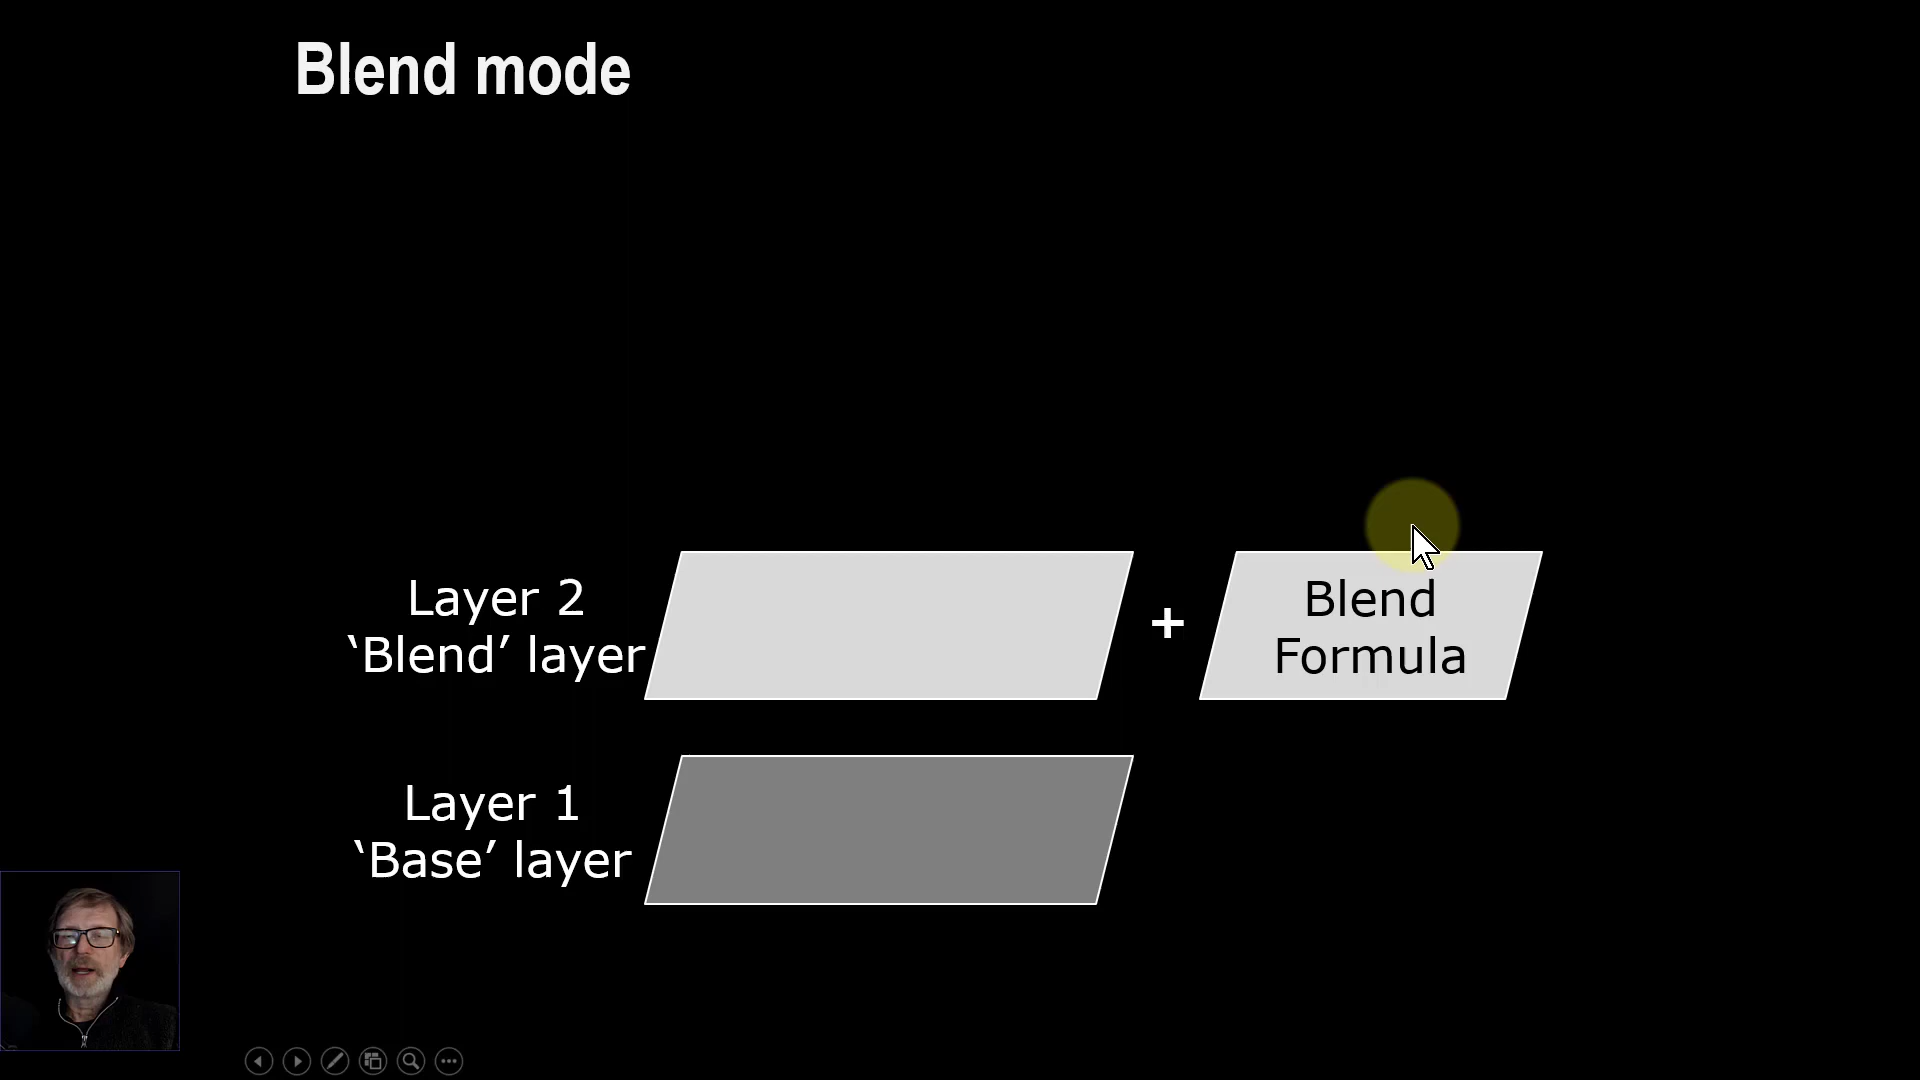 Blend mode
Layer 2
‘Blend’ layer
+
Blend
Formula
Layer 1
‘Base’ layer